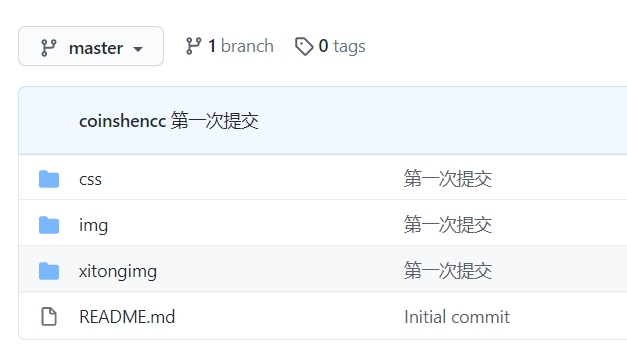 master 1 branch 0 tags
coinshencc 第一次提交
css 第一次提交
img 第一次提交
xitongimg 第一次提交
README.md Initial commit